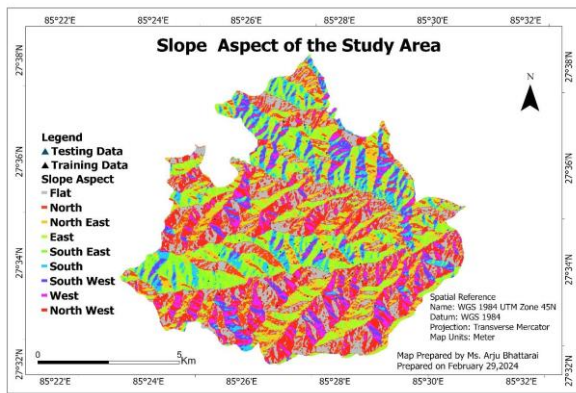 85°22'E 85°24'E 85°26'E 85°28'E 85°30'E 85°32'E
Slope Aspect of the Study Area
27°38'N 27°38'N
N
27°36'N 27°36'N
Legend
Testing Data
Training Data
Slope Aspect
Flat
North
North East
East
South East
South
South West
West
North West
27°34'N 27°34'N
Spatial Reference
Name: WGS 1984 UTM Zone 45N
Datum: WGS 1984
Projection: Transverse Mercator
Map Units: Meter
0 5
Km
Map Prepared by Ms. Arju Bhattarai
Prepared on February 29,2024
27°32'N 27°32'N
85°22'E 85°24'E 85°26'E 85°28'E 85°30'E 85°32'E